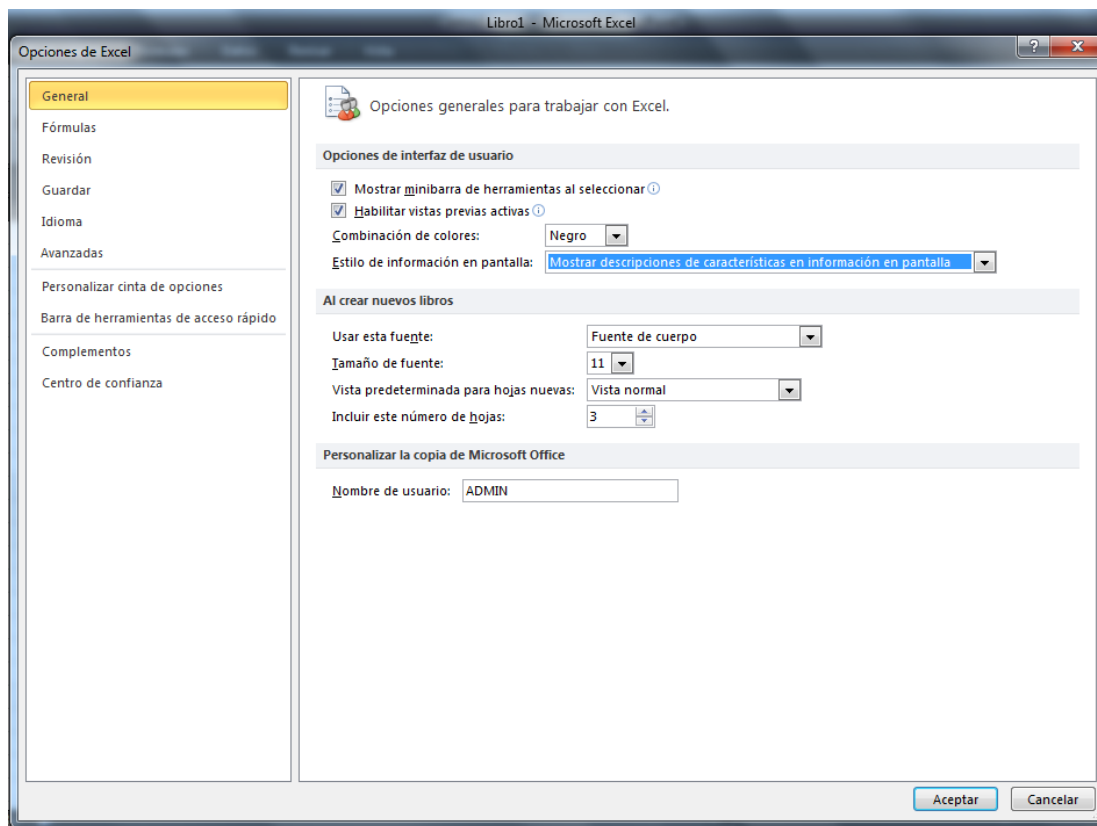 Libro1 - Microsoft Excel
Opciones de Excel
General
Fórmulas
Revisión
Guardar
Idioma
Avanzadas
Personalizar cinta de opciones
Barra de herramientas de acceso rápido
Complementos
Centro de confianza
Opciones generales para trabajar con Excel.
Opciones de interfaz de usuario
Mostrar minibarra de herramientas al seleccionar
Habilitar vistas previas activas
Combinación de colores: Negro
Estilo de información en pantalla: Mostrar descripciones de características en información en pantalla
Al crear nuevos libros
Usar esta fuente: Fuente de cuerpo
Tamaño de fuente: 11
Vista predeterminada para hojas nuevas: Vista normal
Incluir este número de hojas: 3
Personalizar la copia de Microsoft Office
Nombre de usuario: ADMIN
Aceptar Cancelar